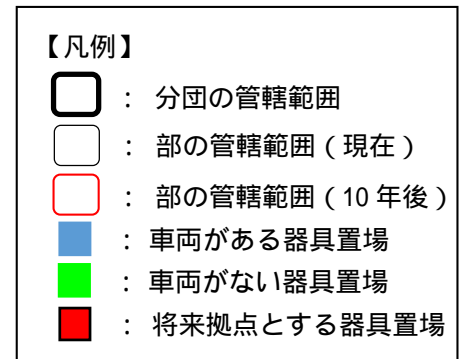 【凡例】
： 分団の管轄範囲
： 部の管轄範囲（現在）
： 部の管轄範囲（10年後）
： 車両がある器具置場
： 車両がない器具置場
： 将来拠点とする器具置場